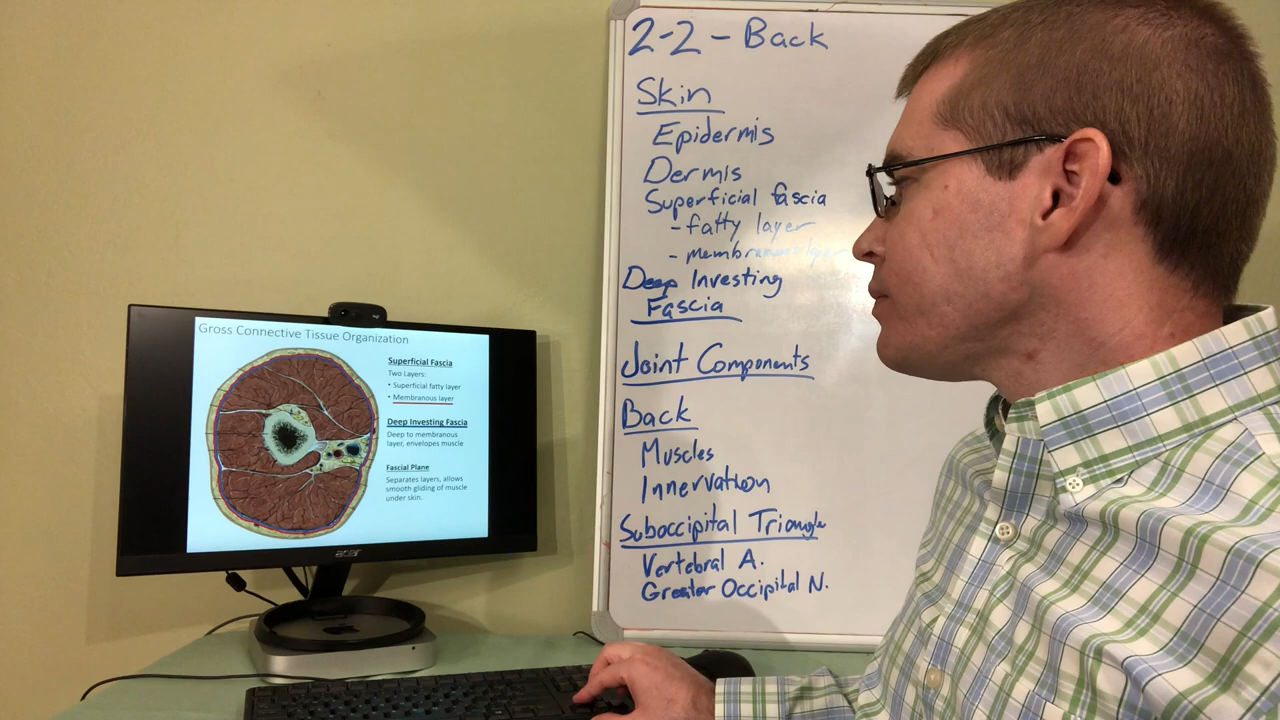 2-2 - Back
Skin
Epidermis
Dermis
Superficial fascia
- fatty layer
- membranous layer
Deep Investing
Fascia
Joint Components
Back
Muscles
Innervation
Suboccipital Triangle
Vertebral A.
Greater Occipital N.
Gross Connective Tissue Organization
Superficial Fascia
Two Layers:
• Superficial fatty layer
• Membranous layer
Deep Investing Fascia
Deep to membranous
layer, envelopes muscle
Fascial Plane
Separates layers, allows
smooth gliding of muscle
under skin.
acer